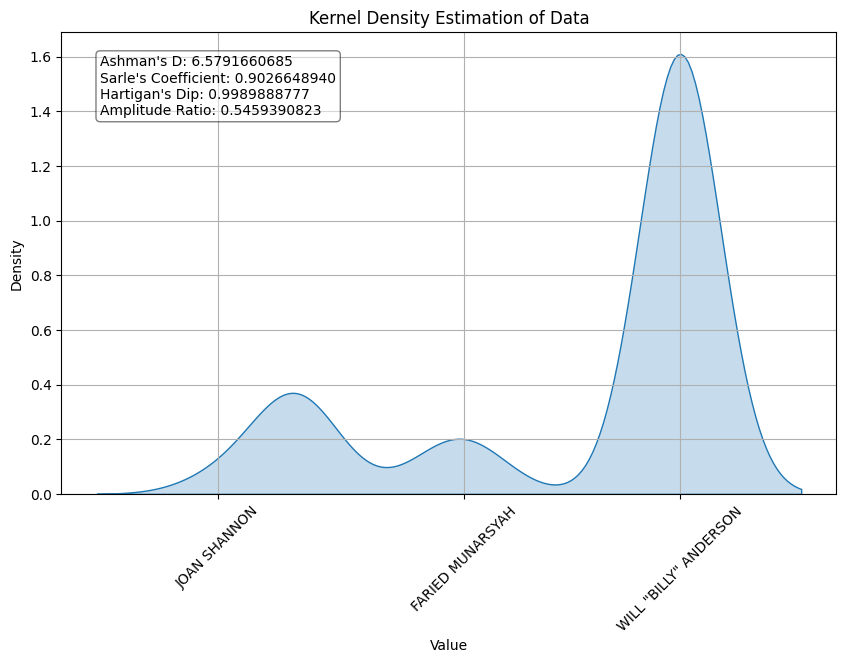 Kernel Density Estimation of Data
Ashman's D: 6.5791660685
Sarle's Coefficient: 0.9026648940
Hartigan's Dip: 0.9989888777
Amplitude Ratio: 0.5459390823
1.6
1.4
1.2
1.0
0.8
0.6
0.4
0.2
0.0
Density
JOAN SHANNON
FARIED MUNARSYAH
WILL "BILLY" ANDERSON
Value